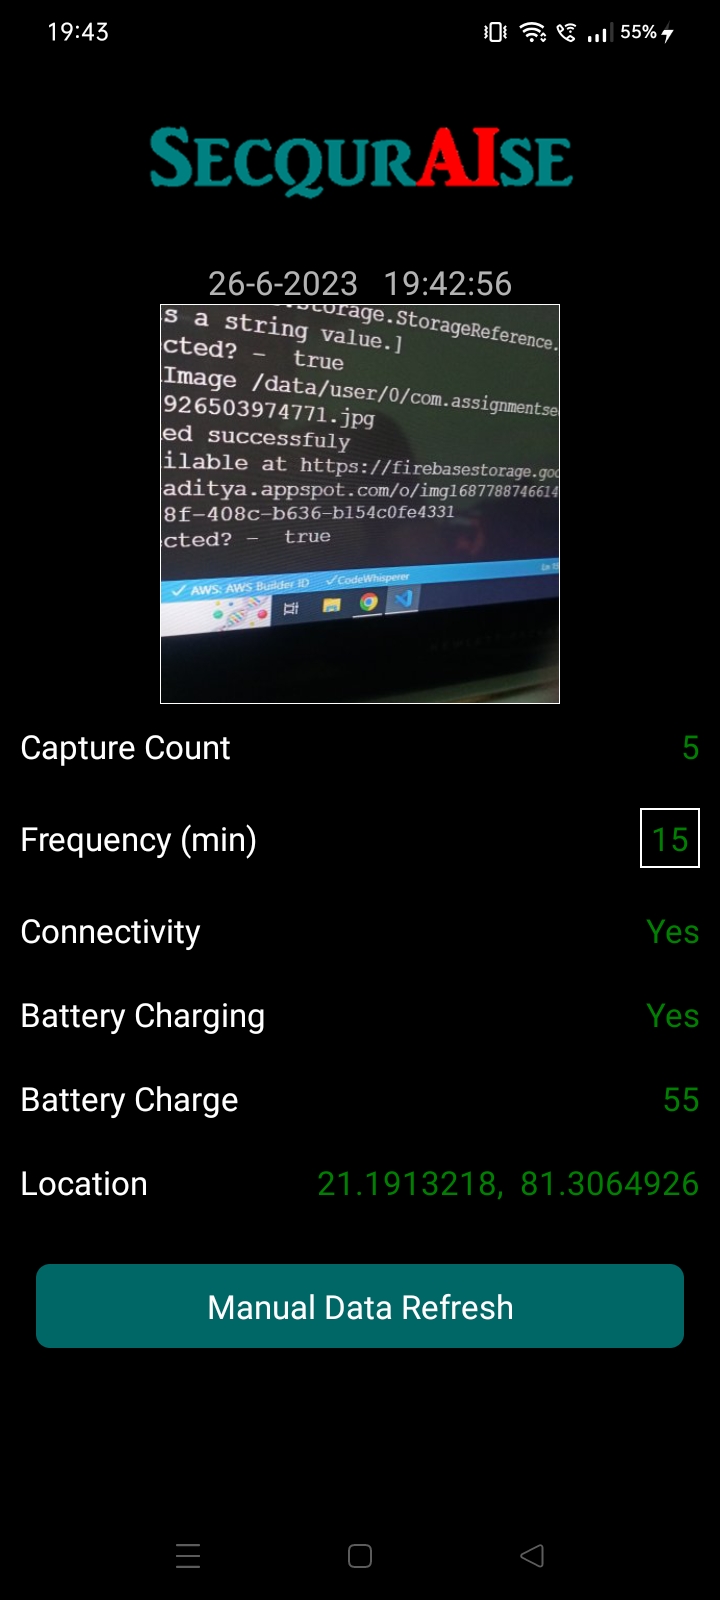 19:43
55%
SECQURAISE
26-6-2023 19:42:56
.storage.StorageReference.
s a string value.]
cted? – true
Image /data/user/0/com.assignmentse
926503974771.jpg
ed successfuly
ilable at https://firebasestorage.goo
aditya.appspot.com/o/img1687788746614
8f-408c-b636-b154c0fe4331
cted? – true
AWS: AWS Builder ID CodeWhisperer
Capture Count 5
Frequency (min) 15
Connectivity Yes
Battery Charging Yes
Battery Charge 55
Location 21.1913218, 81.3064926
Manual Data Refresh